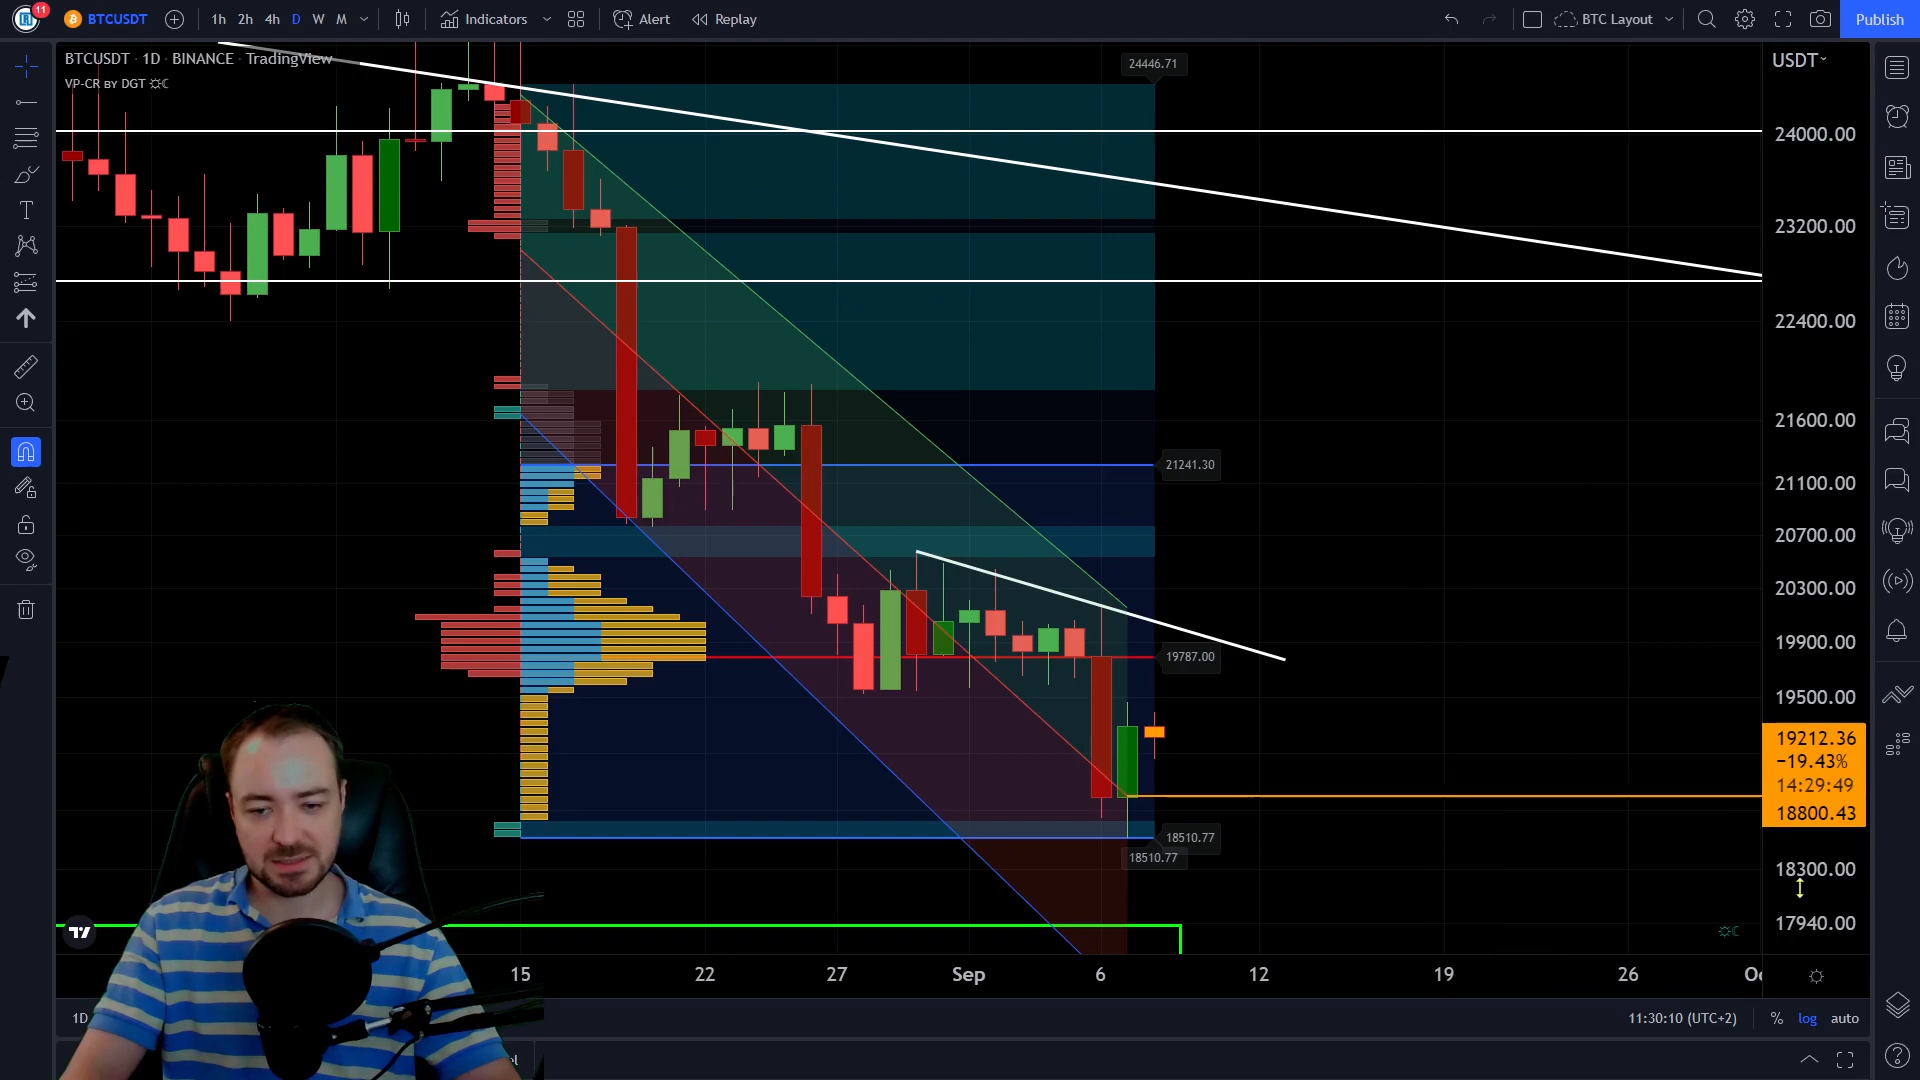 11
BTCUSDT
1h 2h 4h D W M
Indicators
Alert
Replay
BTC Layout
Publish
BTCUSDT · 1D · BINANCE · TradingView
VP-CR BY DGT
USDT
24446.71
24000.00
23200.00
22400.00
21600.00
21241.30
21100.00
20700.00
20300.00
19900.00
19787.00
19500.00
19212.36
−19.43%
14:29:49
18800.43
18510.77
18510.77
18300.00
17940.00
15 22 27 Sep 6 12 19 26
1D
11:30:10 (UTC+2) % log auto